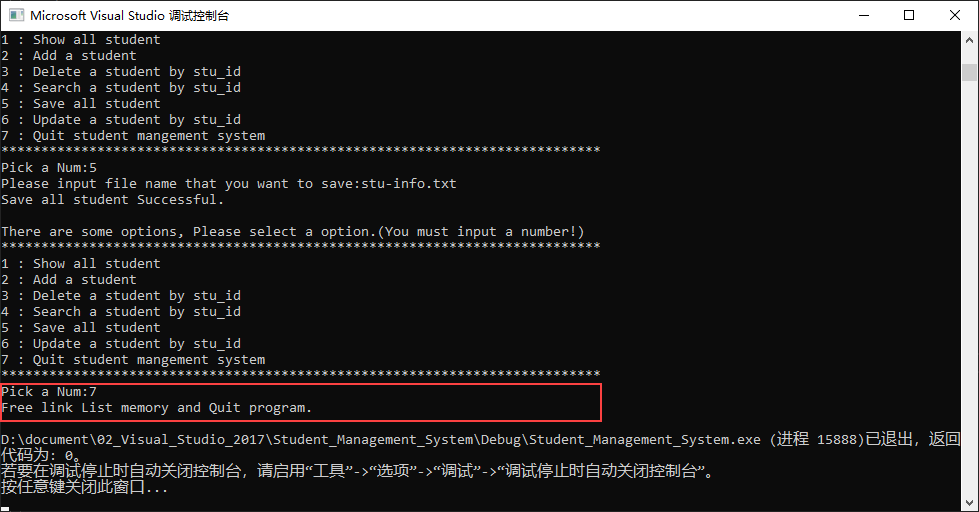 Microsoft Visual Studio 调试控制台
1 : Show all student
2 : Add a student
3 : Delete a student by stu_id
4 : Search a student by stu_id
5 : Save all student
6 : Update a student by stu_id
7 : Quit student mangement system
***************************************************************************
Pick a Num:5
Please input file name that you want to save:stu-info.txt
Save all student Successful.
There are some options, Please select a option.(You must input a number!)
***************************************************************************
1 : Show all student
2 : Add a student
3 : Delete a student by stu_id
4 : Search a student by stu_id
5 : Save all student
6 : Update a student by stu_id
7 : Quit student mangement system
***************************************************************************
Pick a Num:7
Free link List memory and Quit program.
D:\document\02_Visual_Studio_2017\Student_Management_System\Debug\Student_Management_System.exe (进程 15888)已退出，返回
代码为: 0。
若要在调试停止时自动关闭控制台，请启用“工具”->“选项”->“调试”->“调试停止时自动关闭控制台”。
按任意键关闭此窗口...